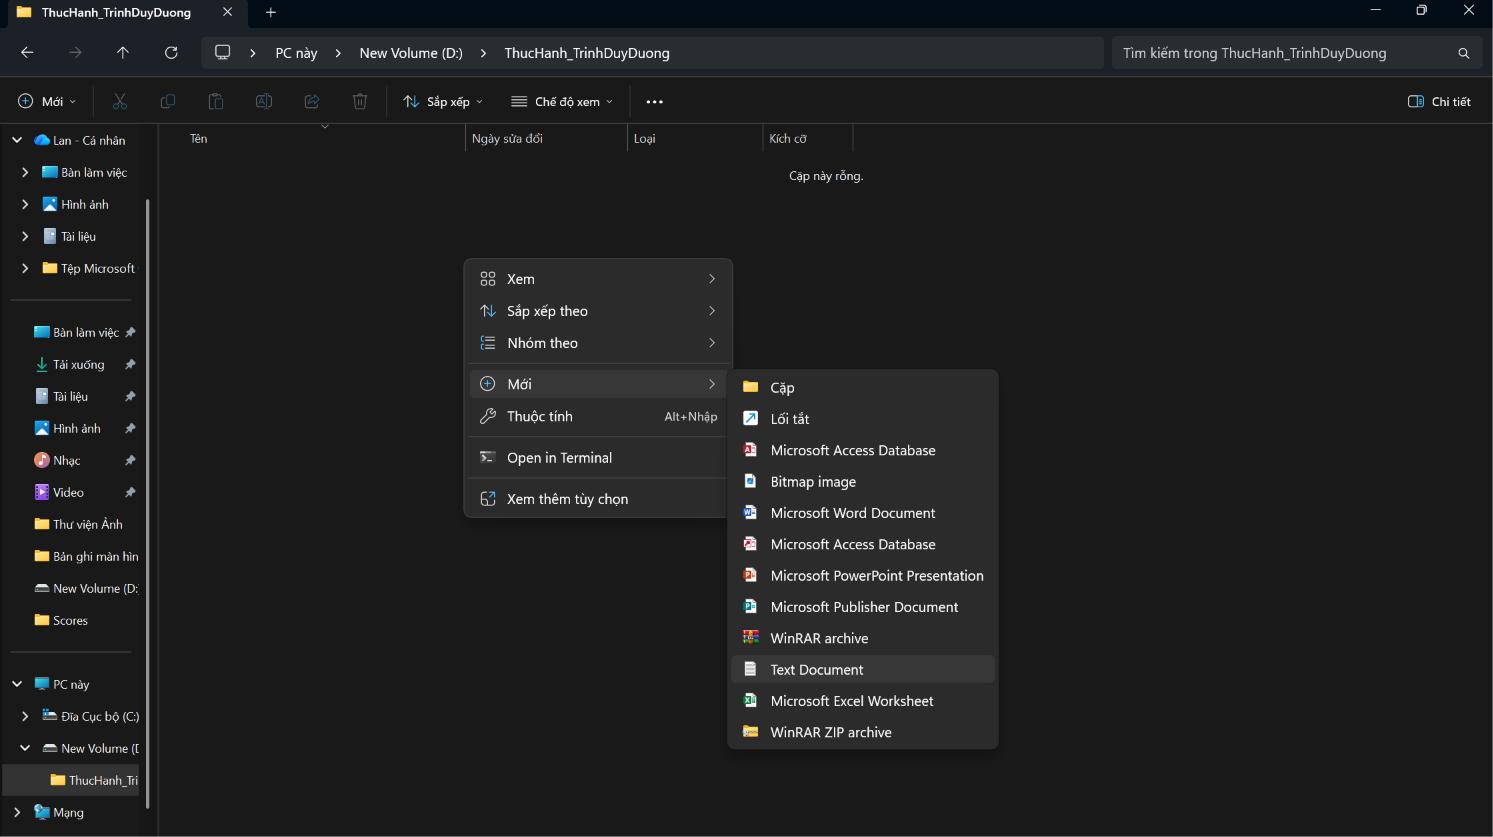 ThucHanh_TrinhDuyDuong
PC này > New Volume (D:) > ThucHanh_TrinhDuyDuong
Tìm kiếm trong ThucHanh_TrinhDuyDuong
Mới
Sắp xếp
Chế độ xem
Chi tiết
Lan - Cá nhân
Bàn làm việc
Hình ảnh
Tài liệu
Tệp Microsoft
Bàn làm việc
Tải xuống
Tài liệu
Hình ảnh
Nhạc
Video
Thư viện Ảnh
Bản ghi màn hìn
New Volume (D:
Scores
PC này
Đĩa Cục bộ (C:)
New Volume (D
ThucHanh_Tri
Mạng
Tên
Ngày sửa đổi
Loại
Kích cỡ
Cặp này rỗng.
Xem
Sắp xếp theo
Nhóm theo
Mới
Thuộc tính Alt+Nhập
Open in Terminal
Xem thêm tùy chọn
Cặp
Lối tắt
Microsoft Access Database
Bitmap image
Microsoft Word Document
Microsoft Access Database
Microsoft PowerPoint Presentation
Microsoft Publisher Document
WinRAR archive
Text Document
Microsoft Excel Worksheet
WinRAR ZIP archive